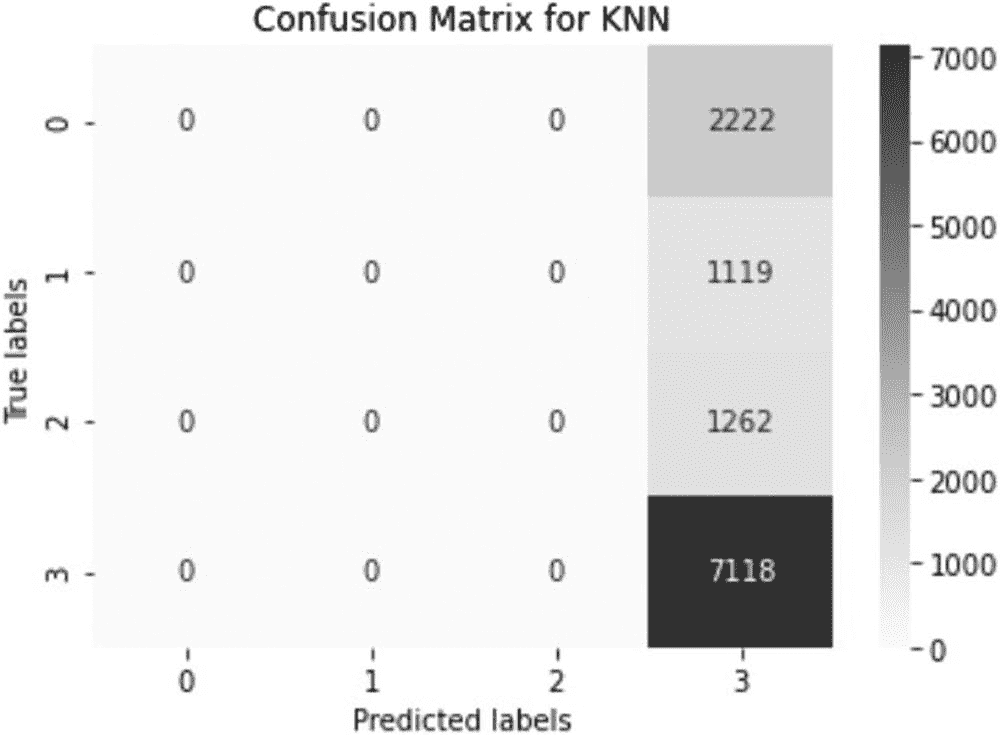 Confusion Matrix for KNN
True labels
0 0 0 0 2222
1 0 0 0 1119
2 0 0 0 1262
3 0 0 0 7118
0 1 2 3
Predicted labels
7000
6000
5000
4000
3000
2000
1000
0